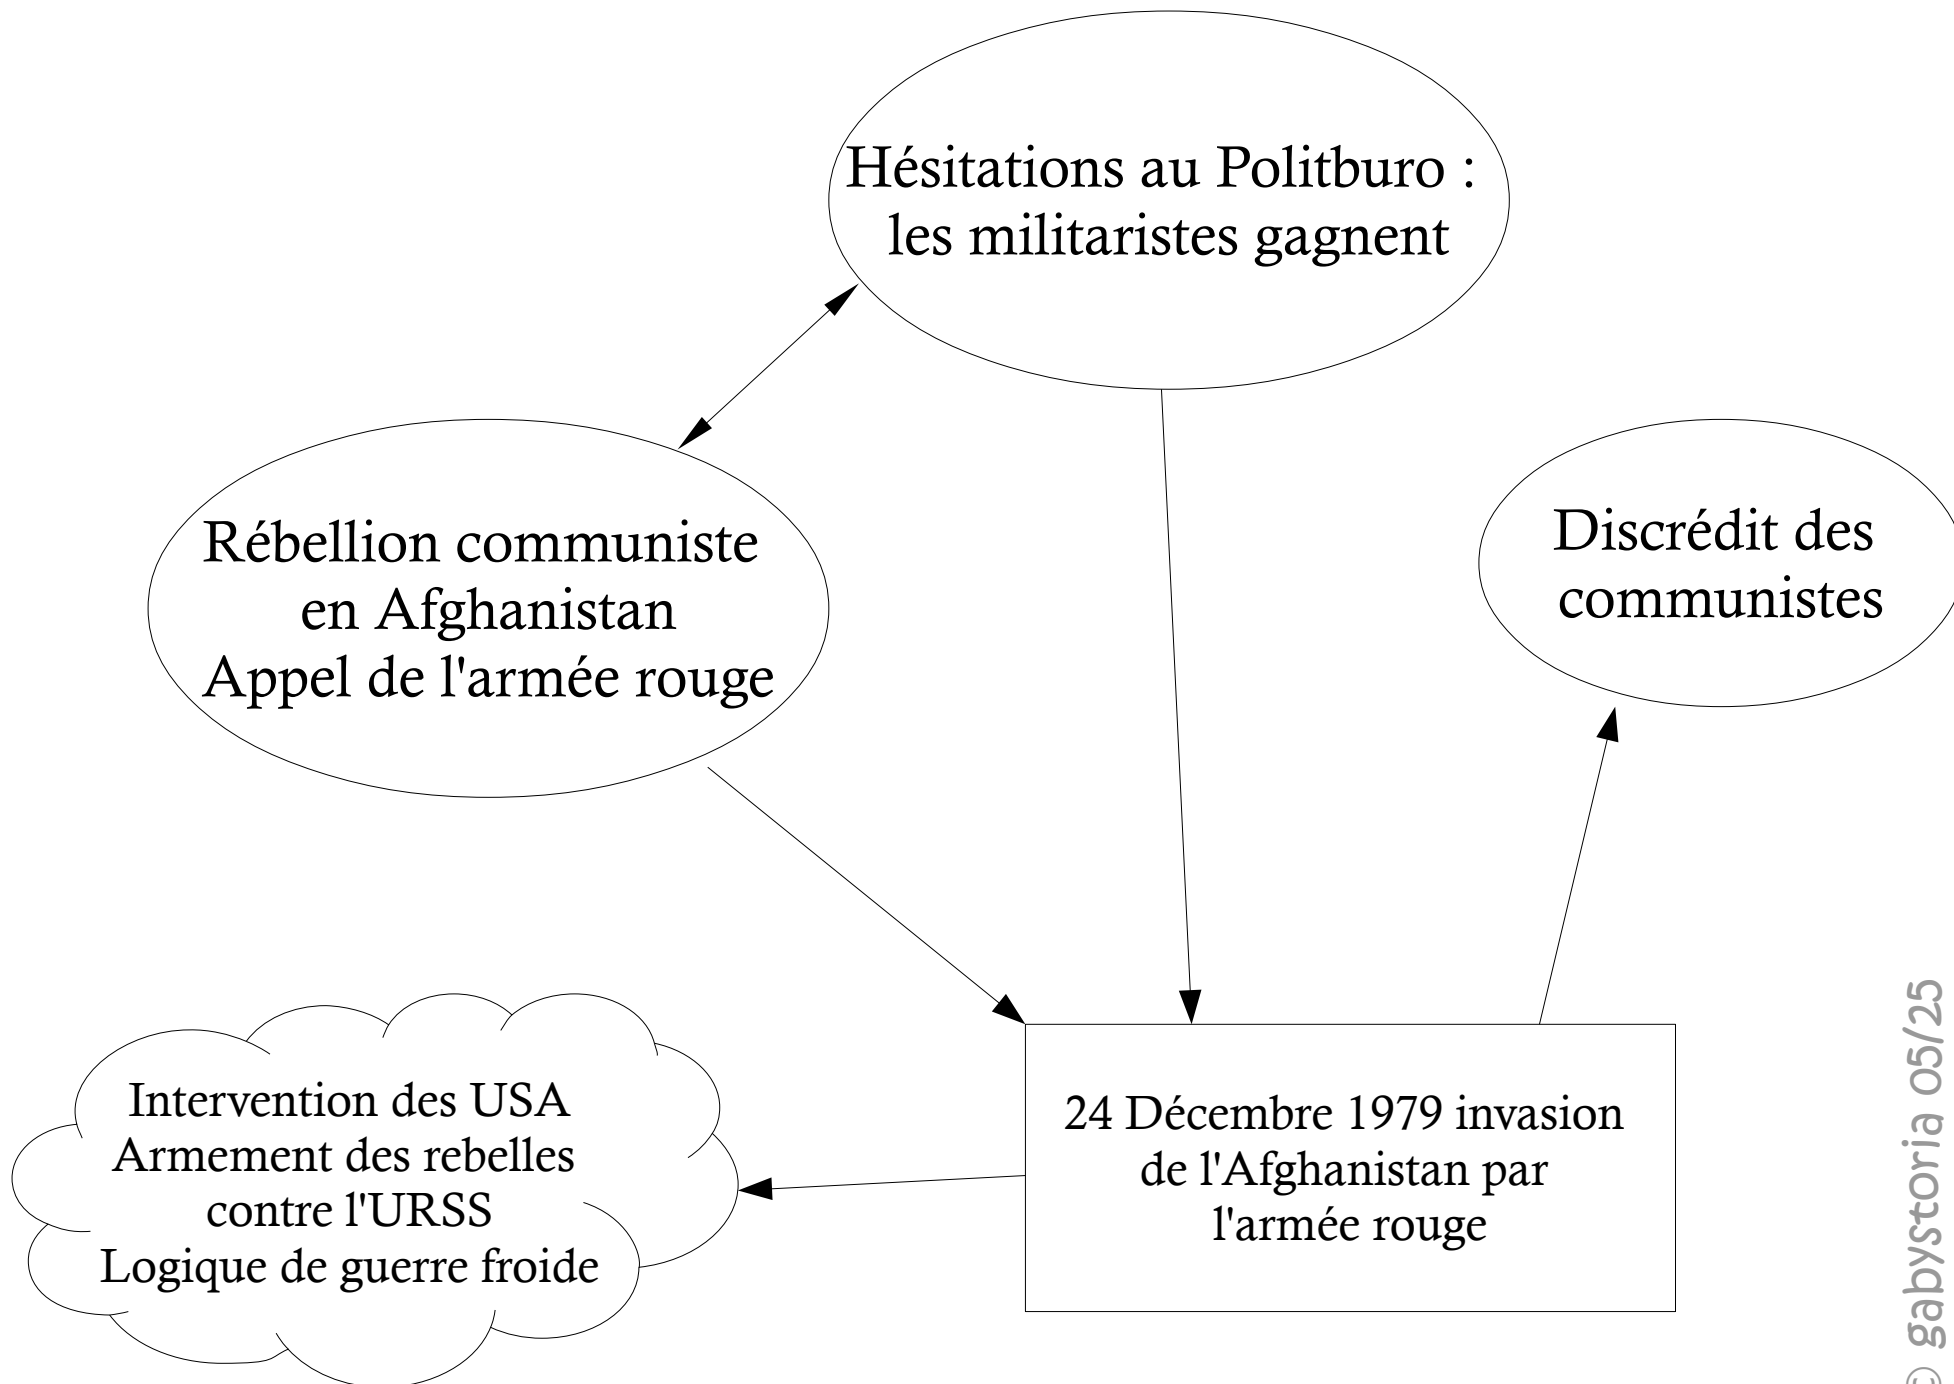 Hésitations au Politburo :
les militaristes gagnent
Rébellion communiste
en Afghanistan
Appel de l'armée rouge
Discrédit des
communistes
Intervention des USA
Armement des rebelles
contre l'URSS
Logique de guerre froide
24 Décembre 1979 invasion
de l'Afghanistan par
l'armée rouge
© gabystoria 05/25